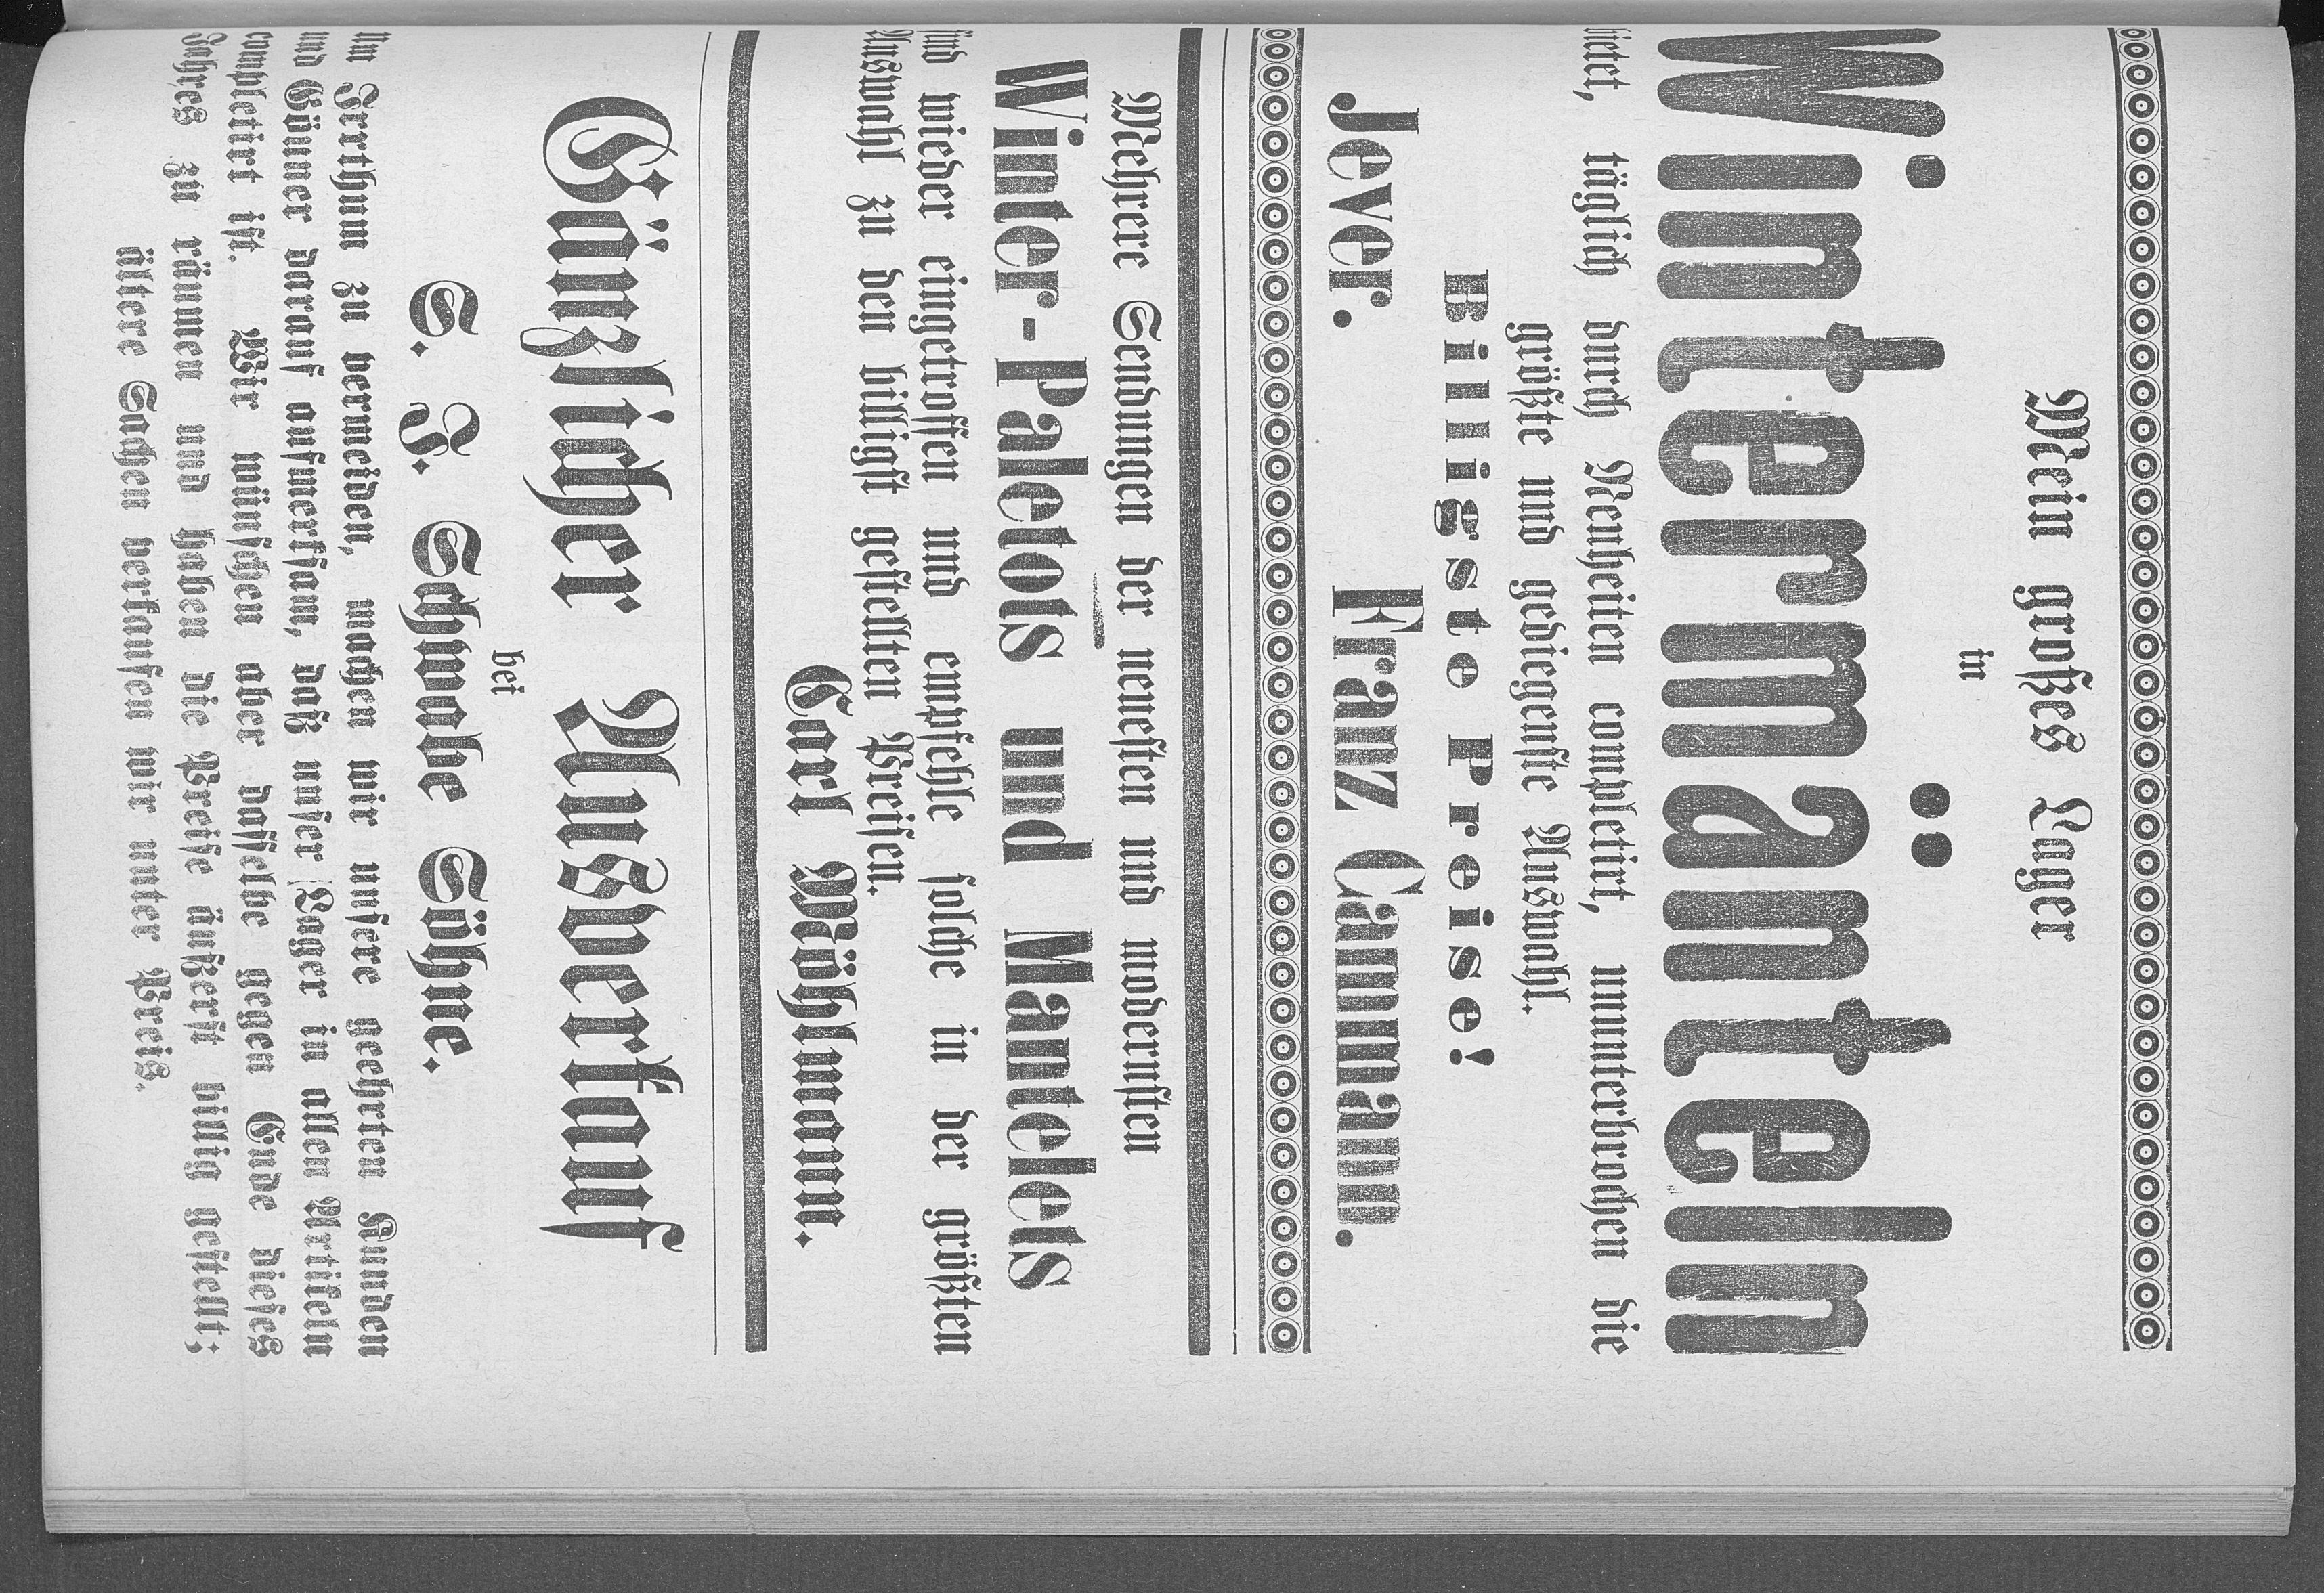 Mein großes Lager
in
Wintermänteln
bietet, täglich durch Neuheiten completirt, ununterbrochen die
größte und gediegenste Auswahl.
Billigste Preise!
Jever. Franz Cammann.
Mehrere Sendungen der neuesten und modernsten
Winter-Paletots und Mantelets
sind wieder eingetroffen und empfehle solche in der größten
Auswahl zu den billigst gestellten Preisen.
Carl Möhlmann.
Gänzlicher Ausverkauf
bei
S. J. Schwabe Söhne.
Um Irrthum zu vermeiden, machen wir unsere geehrten Kunden
und Gönner darauf aufmerksam, daß unser Lager in allen Artikeln
completirt ist. Wir wünschen aber dasselbe gegen Ende dieses
Jahres zu räumen und haben die Preise äußerst billig gestellt;
ältere Sachen verkaufen wir unter Preis.